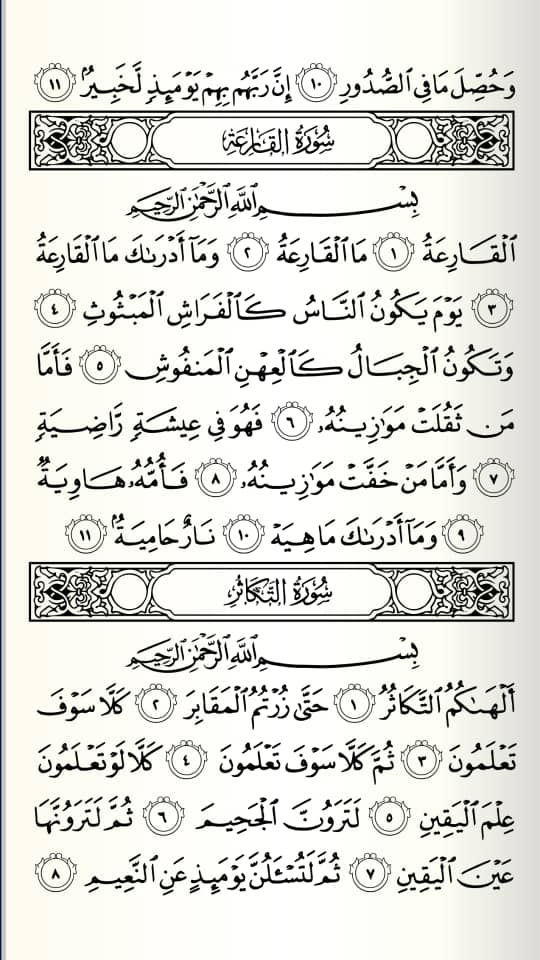 وَحُصِّلَ مَا فِي ٱلصُّدُورِ ١٠ إِنَّ رَبَّهُم بِهِمۡ يَوۡمَئِذٖ لَّخَبِيرُۢ ١١
سُورَةُ القَارِعَةِ
بِسۡمِ ٱللَّهِ ٱلرَّحۡمَٰنِ ٱلرَّحِيمِ
ٱلۡقَارِعَةُ ١ مَا ٱلۡقَارِعَةُ ٢ وَمَآ أَدۡرَىٰكَ مَا ٱلۡقَارِعَةُ
٣ يَوۡمَ يَكُونُ ٱلنَّاسُ كَٱلۡفَرَاشِ ٱلۡمَبۡثُوثِ ٤
وَتَكُونُ ٱلۡجِبَالُ كَٱلۡعِهۡنِ ٱلۡمَنفُوشِ ٥ فَأَمَّا
مَن ثَقُلَتۡ مَوَٰزِينُهُۥ ٦ فَهُوَ فِي عِيشَةٖ رَّاضِيَةٖ
٧ وَأَمَّا مَنۡ خَفَّتۡ مَوَٰزِينُهُۥ ٨ فَأُمُّهُۥ هَاوِيَةٞ
٩ وَمَآ أَدۡرَىٰكَ مَا هِيَهۡ ١٠ نَارٌ حَامِيَةُۢ ١١
سُورَةُ التَّكَاثُرِ
بِسۡمِ ٱللَّهِ ٱلرَّحۡمَٰنِ ٱلرَّحِيمِ
أَلۡهَىٰكُمُ ٱلتَّكَاثُرُ ١ حَتَّىٰ زُرۡتُمُ ٱلۡمَقَابِرَ ٢ كَلَّا سَوۡفَ
تَعۡلَمُونَ ٣ ثُمَّ كَلَّا سَوۡفَ تَعۡلَمُونَ ٤ كَلَّا لَوۡ تَعۡلَمُونَ
عِلۡمَ ٱلۡيَقِينِ ٥ لَتَرَوُنَّ ٱلۡجَحِيمَ ٦ ثُمَّ لَتَرَوُنَّهَا
عَيۡنَ ٱلۡيَقِينِ ٧ ثُمَّ لَتُسۡـَٔلُنَّ يَوۡمَئِذٍ عَنِ ٱلنَّعِيمِ ٨